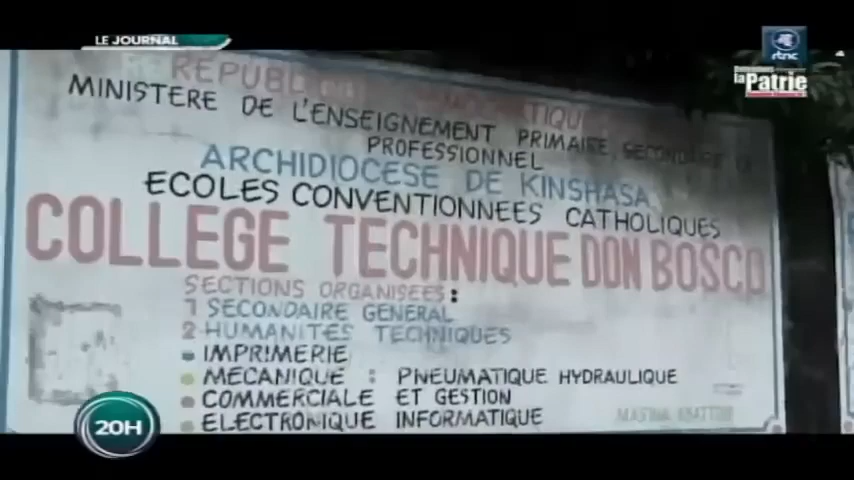 LE JOURNAL
rtnc
la Patrie
MINISTERE DE L'ENSEIGNEMENT PRIMAIRE, SECONDAIRE
PROFESSIONNEL
ARCHIDIOCESE DE KINSHASA
ECOLES CONVENTIONNEES CATHOLIQUES
COLLEGE TECHNIQUE DON BOSCO
SECTIONS ORGANISEES:
1 SECONDAIRE GENERAL
2 HUMANITES TECHNIQUES
IMPRIMERIE
MECANIQUE : PNEUMATIQUE HYDRAULIQUE
COMMERCIALE ET GESTION
ELECTRONIQUE INFORMATIQUE
20H